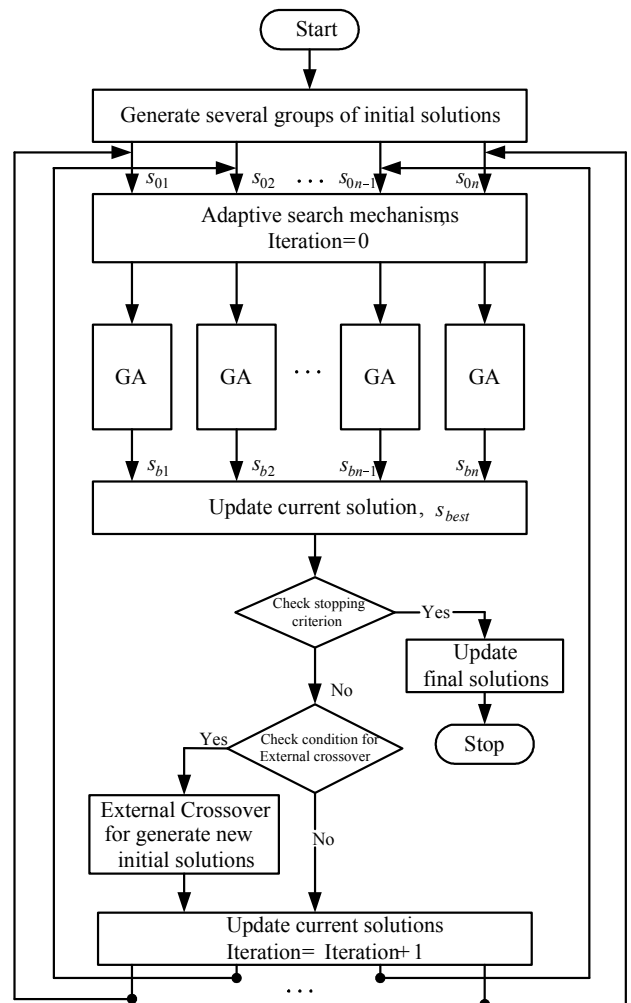 Start
Generate several groups of initial solutions
s01 s02 ... s0n-1 s0n
Adaptive search mechanisms
Iteration=0
GA GA ... GA GA
sb1 sb2 sbn-1 sbn
Update current solution, sbest
Check stopping
criterion
Yes
Update
final solutions
No
Stop
Check condition for
External crossover
Yes
External Crossover
for generate new
initial solutions
No
Update current solutions
Iteration= Iteration+1
...